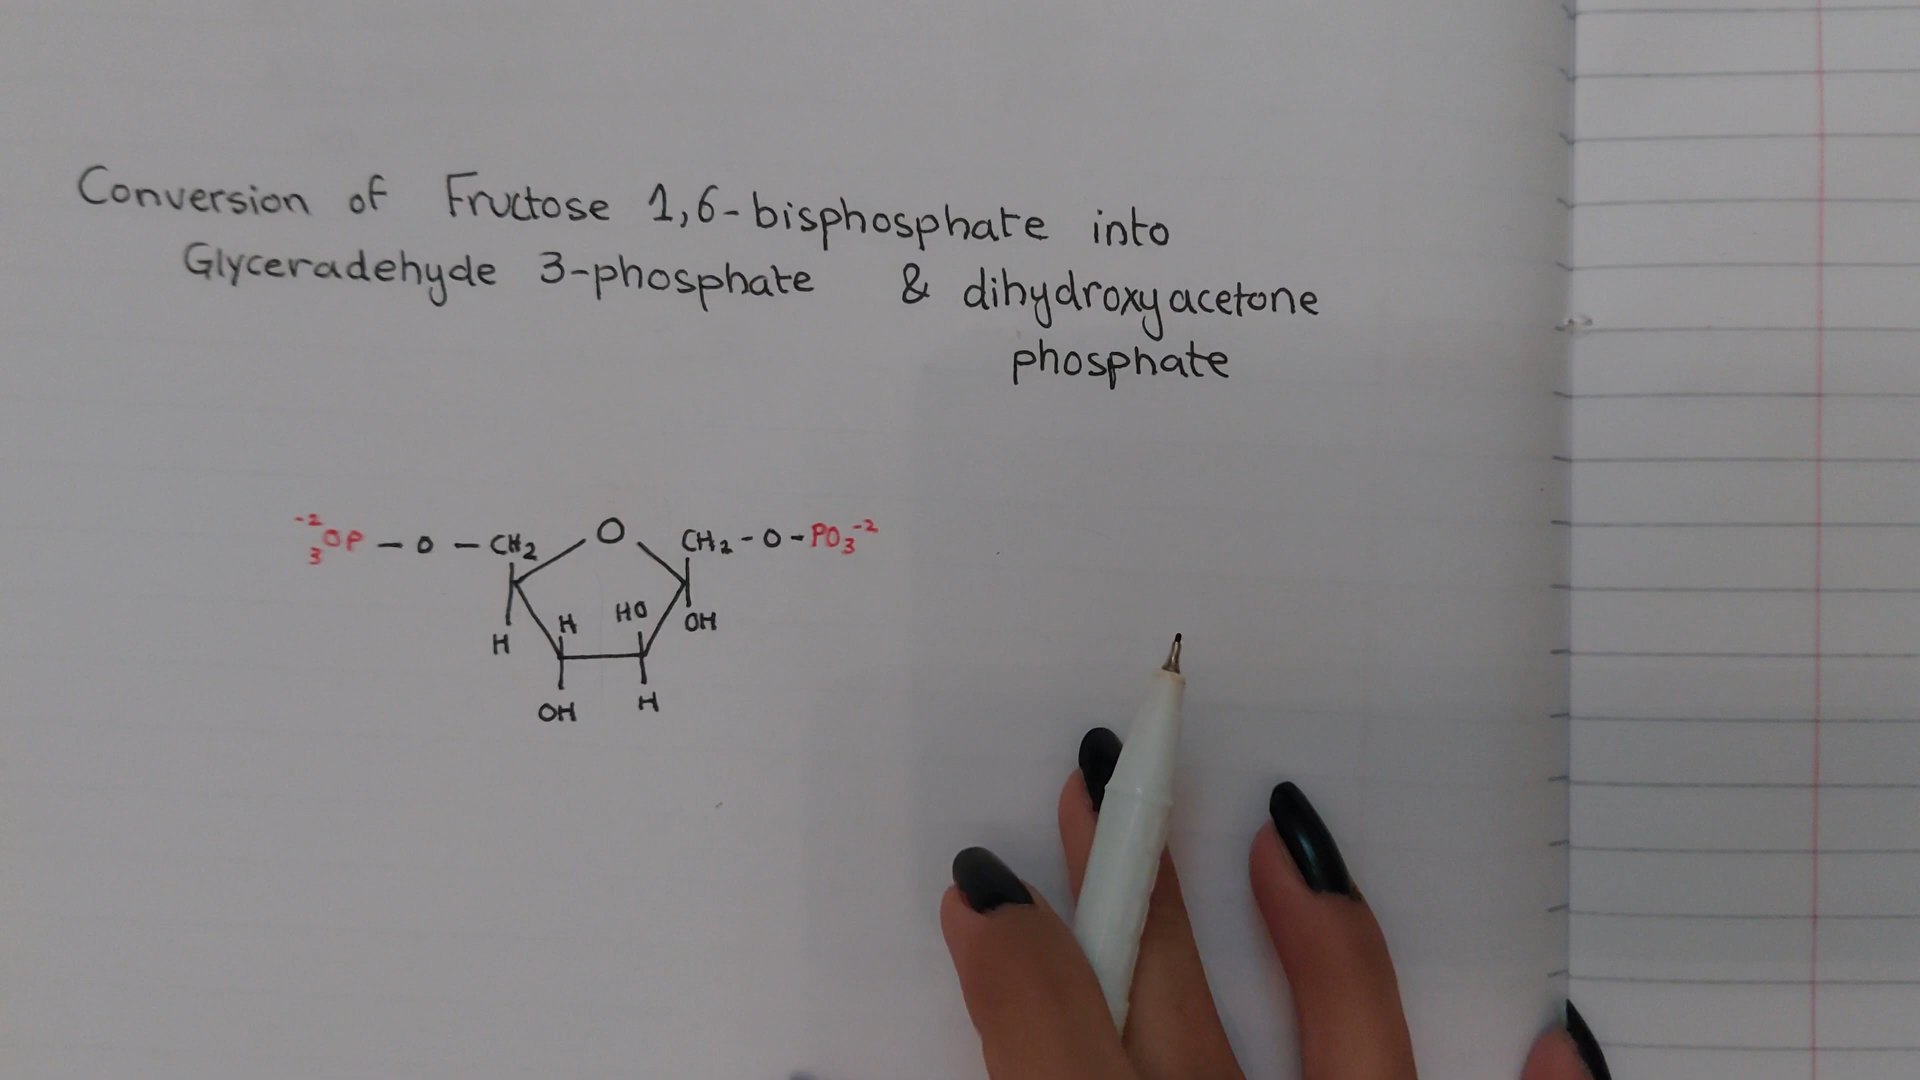 Conversion of Fructose 1,6-bisphosphate into
Glyceradehyde 3-phosphate & dihydroxyacetone
phosphate
-2 3OP - O - CH2 O CH2 - O - PO3 -2
H H HO OH
OH H